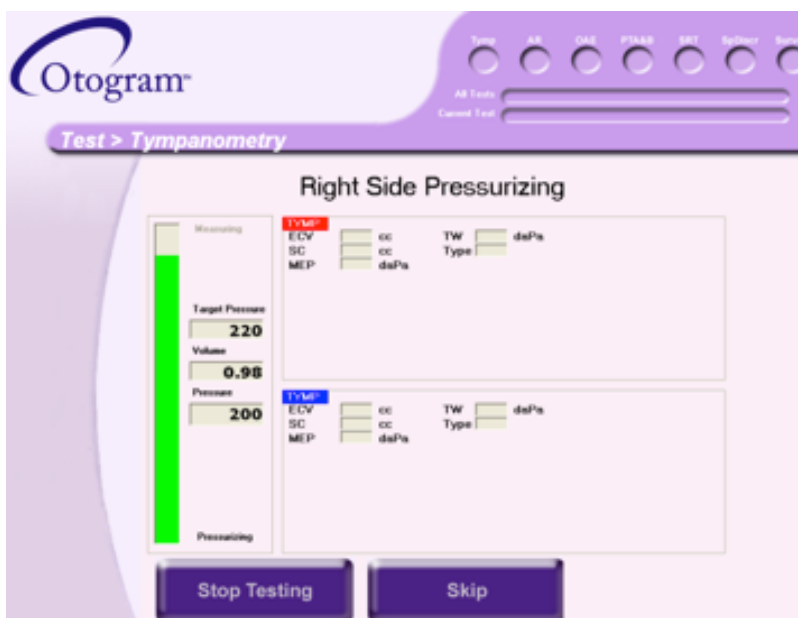 Otogram™
Tymp AR OAE PTA&B SRT SpDiscr
All Tests
Current Test
Test > Tympanometry
Right Side Pressurizing
Measuring
Target Pressure
220
Volume
0.98
Pressure
200
Pressurizing
TYMP
ECV cc TW daPa
SC cc Type
MEP daPa
TYMP
ECV cc TW daPa
SC cc Type
MEP daPa
Stop Testing
Skip